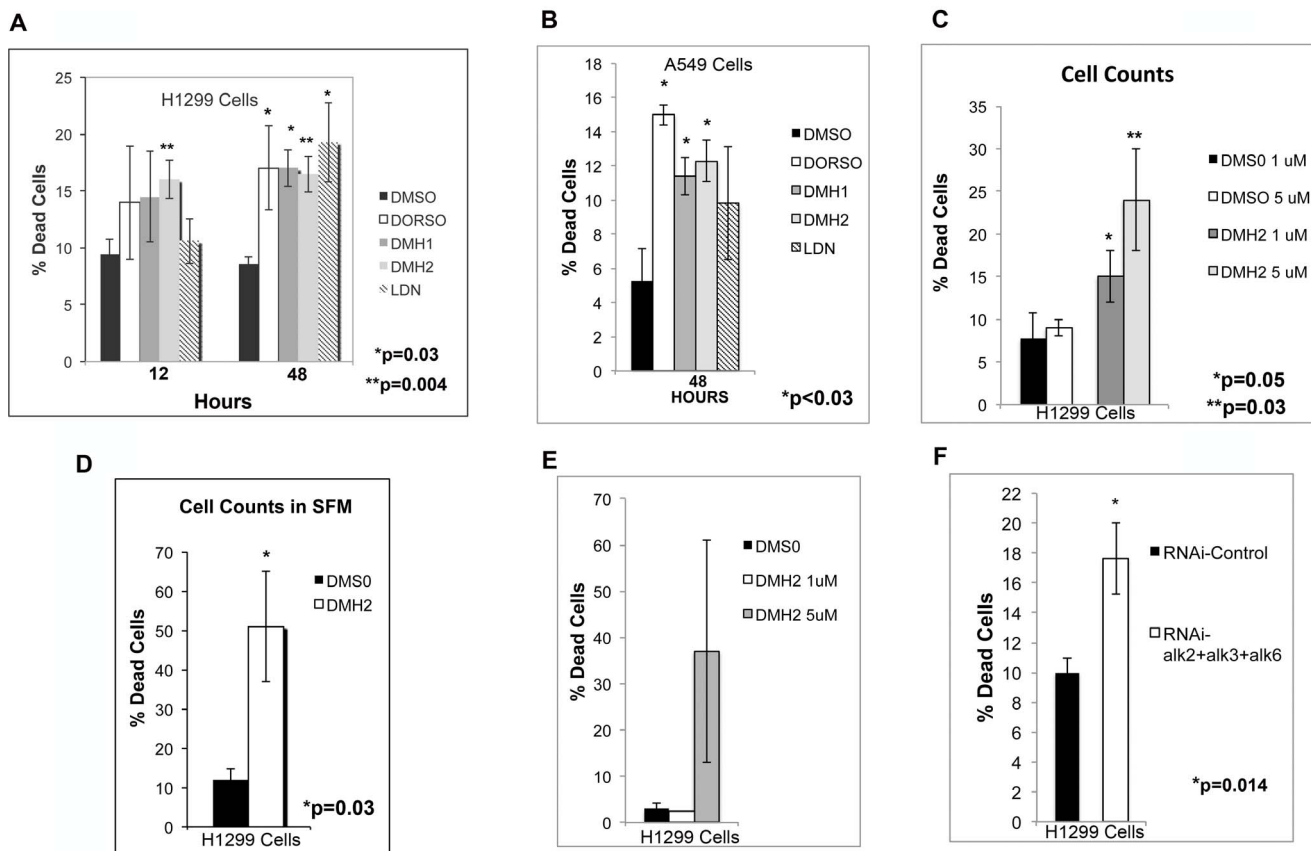 A
25
20
15
10
5
0
% Dead Cells
H1299 Cells
**
*
*
**
*
12
48
Hours
DMSO
DORSO
DMH1
DMH2
LDN
*p=0.03
**p=0.004
B
A549 Cells
18
16
14
12
10
8
6
4
2
0
% Dead Cells
*
*
*
48
HOURS
DMSO
DORSO
DMH1
DMH2
LDN
*p<0.03
C
Cell Counts
35
30
25
20
15
10
5
0
% Dead Cells
*
**
H1299 Cells
DMS0 1 uM
DMSO 5 uM
DMH2 1 uM
DMH2 5 uM
*p=0.05
**p=0.03
D
Cell Counts in SFM
70
60
50
40
30
20
10
0
% Dead Cells
*
H1299 Cells
DMS0
DMH2
*p=0.03
E
70
60
50
40
30
20
10
0
% Dead Cells
H1299 Cells
DMS0
DMH2 1uM
DMH2 5uM
F
22
20
18
16
14
12
10
8
6
4
2
0
% Dead Cells
*
H1299 Cells
RNAi-Control
RNAi-
alk2+alk3+alk6
*p=0.014